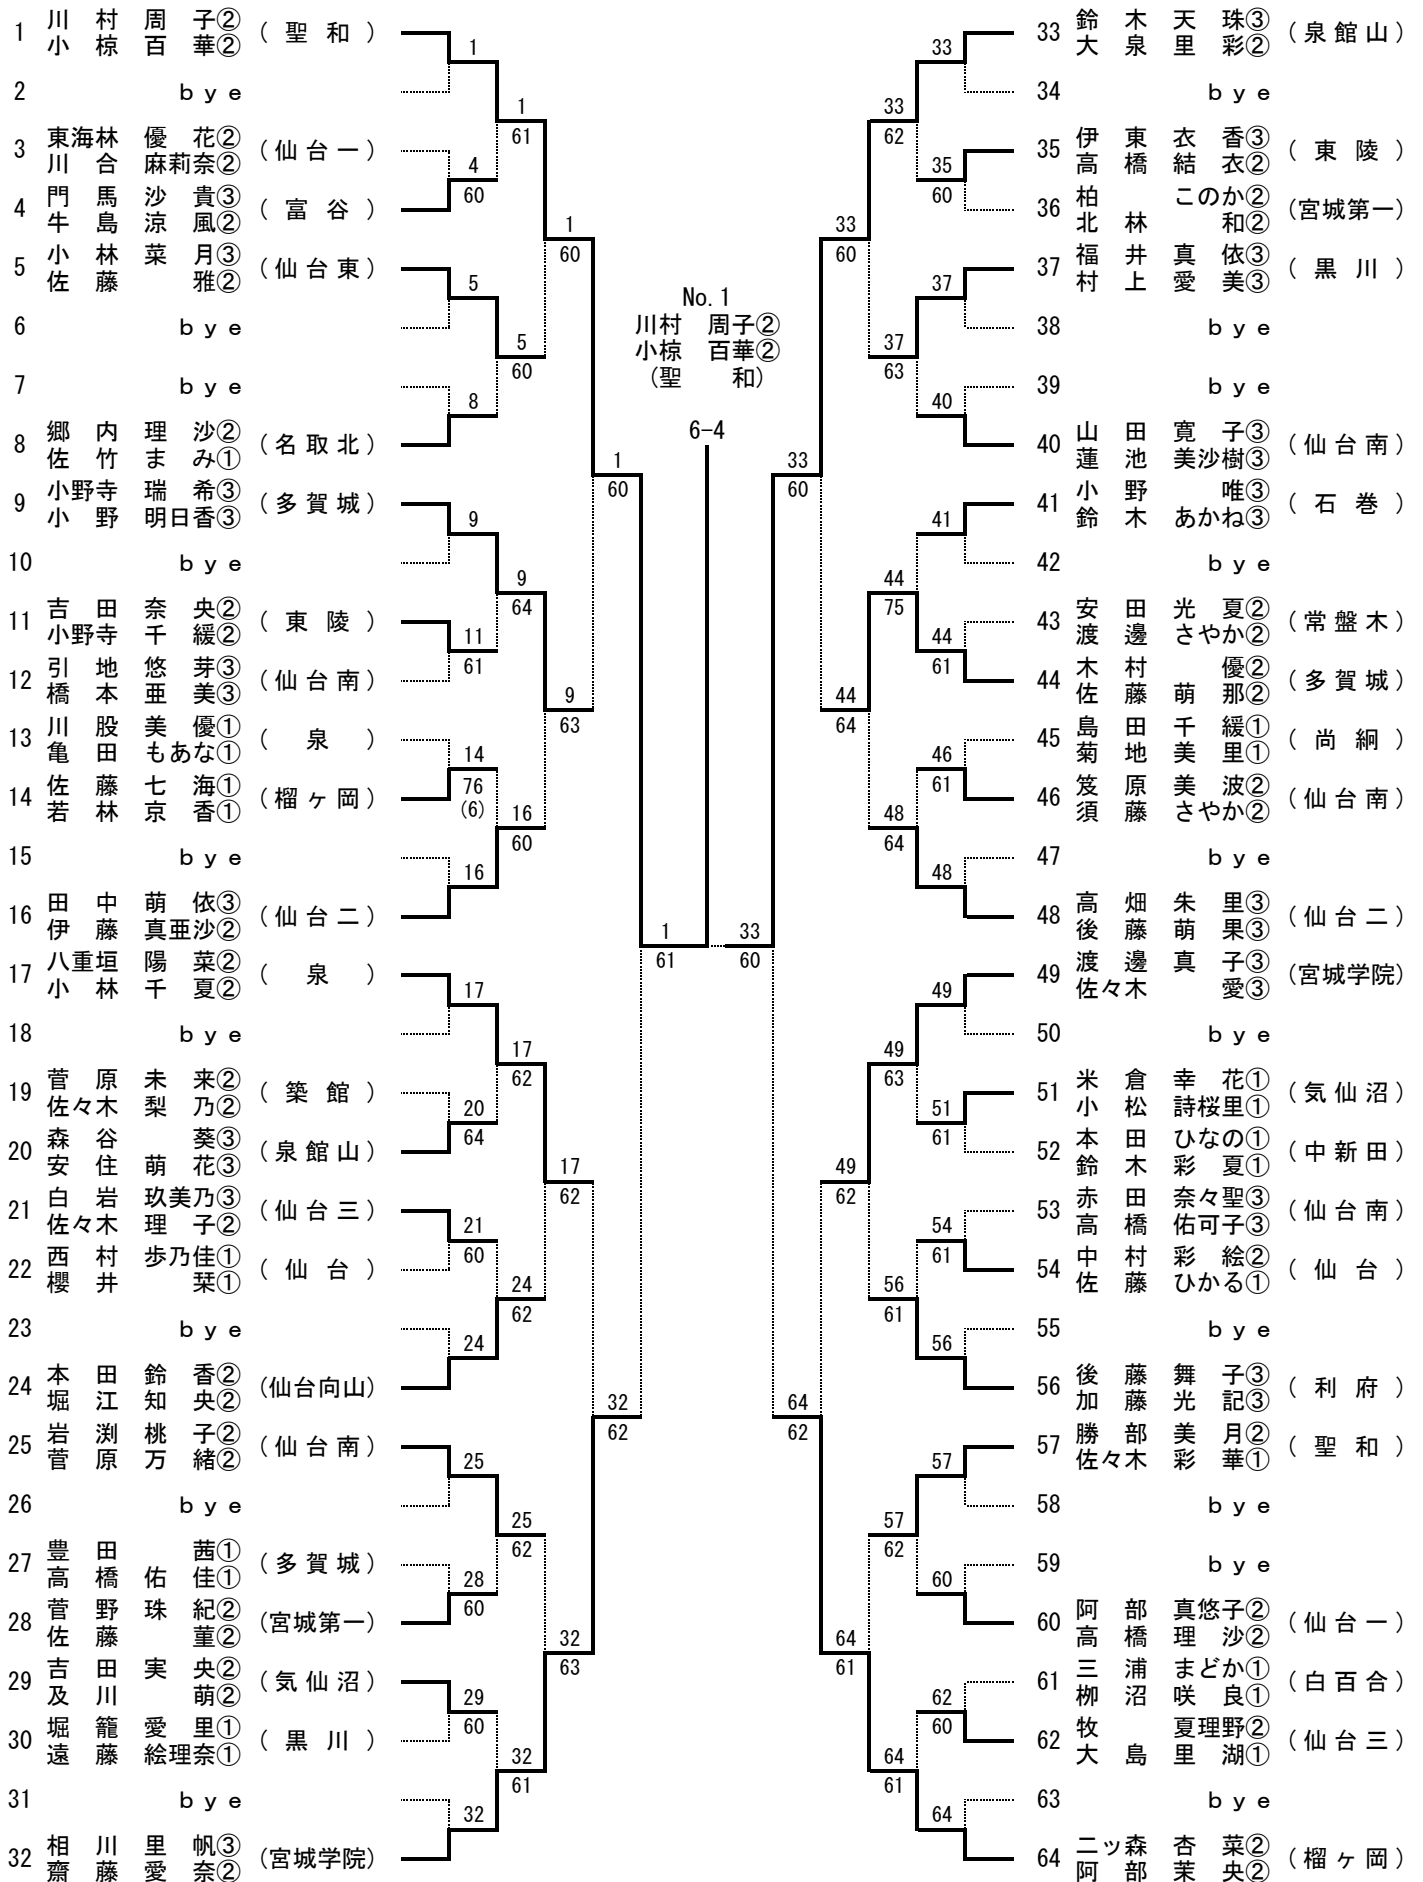 1 川村周子② (聖和)
小椋百華②
2 bye
3 東海林優花② (仙台一)
川合麻莉奈②
4 門馬沙貴③ (富谷)
牛島涼風②
5 小林菜月③ (仙台東)
佐藤雅②
6 bye
7 bye
8 郷内理沙② (名取北)
佐竹まみ①
9 小野寺瑞希③ (多賀城)
小野明日香③
10 bye
11 吉田奈央② (東陵)
小野寺千緩②
12 引地悠芽③ (仙台南)
橋本亜美③
13 川股美優① (泉)
亀田もあな①
14 佐藤七海① (榴ヶ岡)
若林京香①
15 bye
16 田中萌依③ (仙台二)
伊藤真亜沙②
17 八重垣陽菜② (泉)
小林千夏②
18 bye
19 菅原未来② (築館)
佐々木梨乃②
20 森谷葵③ (泉館山)
安住萌花③
21 白岩玖美乃③ (仙台三)
佐々木理子②
22 西村歩乃佳① (仙台)
櫻井栞①
23 bye
24 本田鈴香② (仙台向山)
堀江知央②
25 岩渕桃子② (仙台南)
菅原万緒②
26 bye
27 豊田茜① (多賀城)
高橋佑佳①
28 菅野珠紀② (宮城第一)
佐藤菫②
29 吉田実央② (気仙沼)
及川萌②
30 堀籠愛里① (黒川)
遠藤絵理奈①
31 bye
32 相川里帆③ (宮城学院)
齋藤愛奈②
1
4
60
5
8
9
11
61
14
76
(6)
16
17
20
64
21
60
24
25
28
60
29
60
32
1
61
5
60
9
64
16
60
17
62
24
62
25
62
32
61
1
60
9
63
17
62
32
63
1
60
32
62
1
61
No.1
川村 周子②
小椋 百華②
(聖 和)
6-4
33
60
33
60
64
62
33
60
44
64
49
62
64
61
33
62
37
63
44
75
48
64
49
63
56
61
57
62
64
61
33
35
60
37
40
41
44
61
46
61
48
49
51
61
54
61
56
57
60
62
60
64
33 鈴木天珠③ (泉館山)
大泉里彩②
34 bye
35 伊東衣香③ (東陵)
高橋結衣②
36 柏このか② (宮城第一)
北林和②
37 福井真依③ (黒川)
村上愛美③
38 bye
39 bye
40 山田寛子③ (仙台南)
蓮池美沙樹③
41 小野唯③ (石巻)
鈴木あかね③
42 bye
43 安田光夏② (常盤木)
渡邊さやか②
44 木村優② (多賀城)
佐藤萌那②
45 島田千緩① (尚絅)
菊地美里①
46 笈原美波② (仙台南)
須藤さやか②
47 bye
48 高畑朱里③ (仙台二)
後藤萌果③
49 渡邊真子③ (宮城学院)
佐々木愛③
50 bye
51 米倉幸花① (気仙沼)
小松詩桜里①
52 本田ひなの① (中新田)
鈴木彩夏①
53 赤田奈々聖③ (仙台南)
高橋佑可子③
54 中村彩絵② (仙台)
佐藤ひかる①
55 bye
56 後藤舞子③ (利府)
加藤光記③
57 勝部美月② (聖和)
佐々木彩華①
58 bye
59 bye
60 阿部真悠子② (仙台一)
高橋理沙②
61 三浦まどか① (白百合)
栁沼咲良①
62 牧夏理野② (仙台三)
大島里湖①
63 bye
64 二ッ森杏菜② (榴ヶ岡)
阿部茉央②